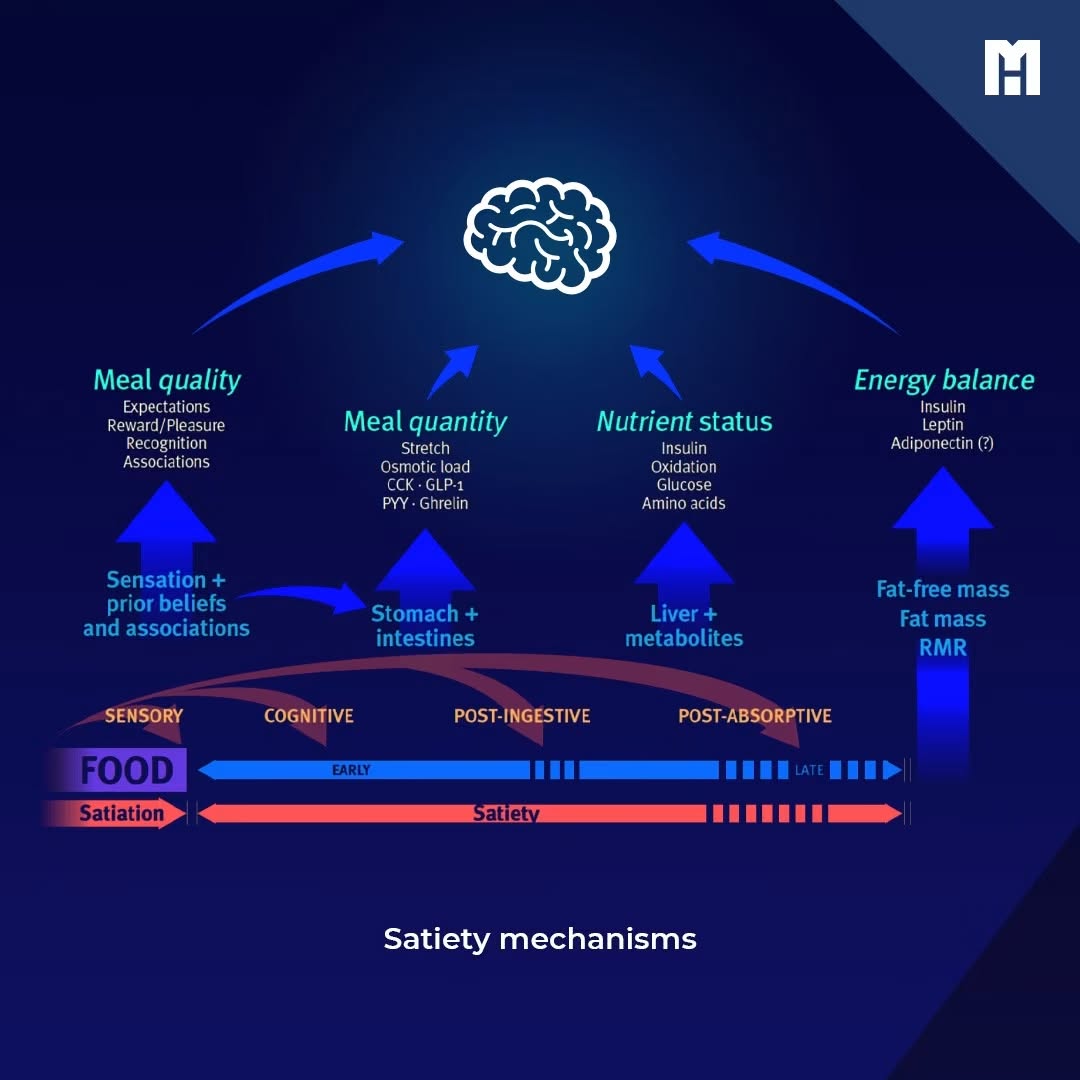 MH
Meal quality
Expectations
Reward/Pleasure
Recognition
Associations
Meal quantity
Stretch
Osmotic load
CCK · GLP-1
PYY · Ghrelin
Nutrient status
Insulin
Oxidation
Glucose
Amino acids
Energy balance
Insulin
Leptin
Adiponectin (?)
Sensation +
prior beliefs
and associations
Stomach +
intestines
Liver +
metabolites
Fat-free mass
Fat mass
RMR
SENSORY
COGNITIVE
POST-INGESTIVE
POST-ABSORPTIVE
FOOD
EARLY
LATE
Satiation
Satiety
Satiety mechanisms